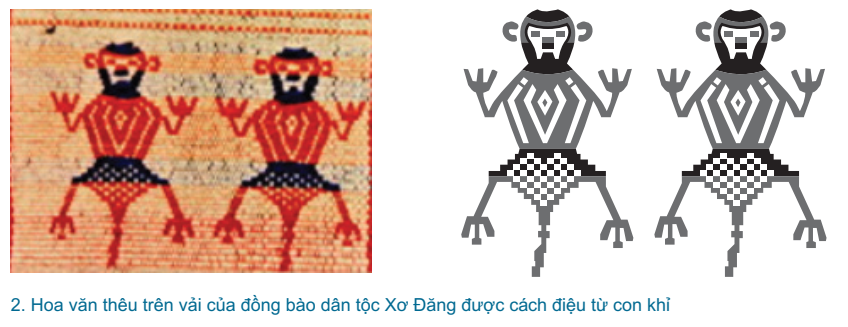 2. Hoa văn thêu trên vải của đồng bào dân tộc Xơ Đăng được cách điệu từ con khỉ